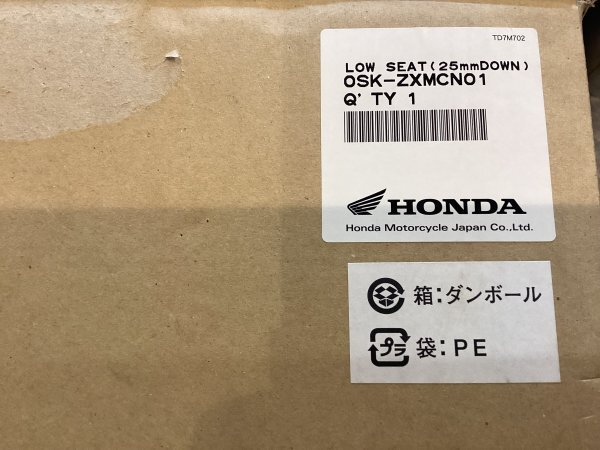 TD7M702
LOW SEAT(25mmDOWN)
0SK-ZXMCN01
Q'TY 1
HONDA
Honda Motorcycle Japan Co.,Ltd.
箱:ダンボール
プラ 袋:PE